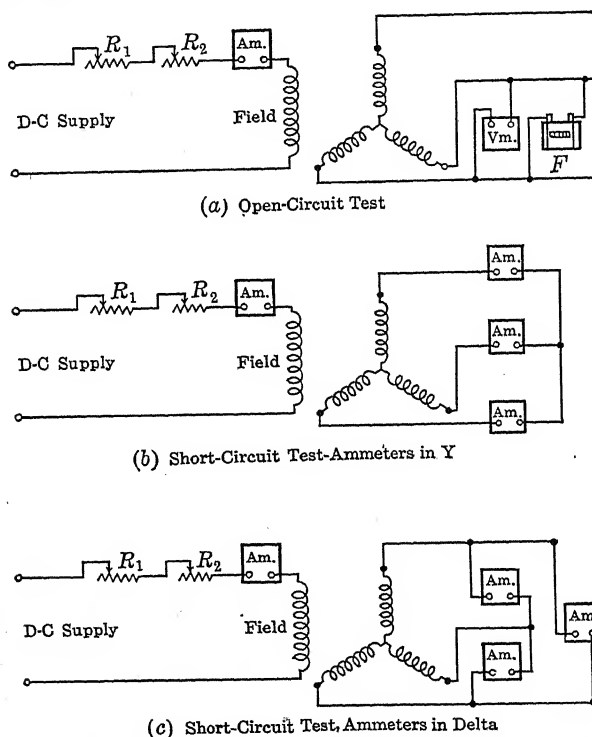 R1 R2 Am.
D-C Supply Field Vm. F
(a) Open-Circuit Test
Am.
R1 R2 Am.
Am.
D-C Supply Field
Am.
(b) Short-Circuit Test-Ammeters in Y
R1 R2 Am.
Am.
Am.
D-C Supply Field
Am.
(c) Short-Circuit Test, Ammeters in Delta